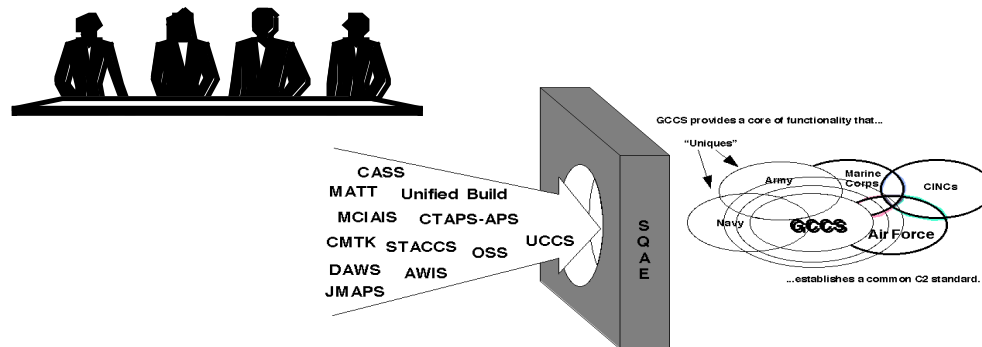 CASS
MATT Unified Build
MCIAIS CTAPS-APS
CMTK STACCS OSS UCCS
DAWS AWIS
JMAPS
S
Q
A
E
GCCS provides a core of functionality that...
“Uniques”
Army
Marine
Corps
CINCs
Navy
GCCS
Air Force
...establishes a common C2 standard.